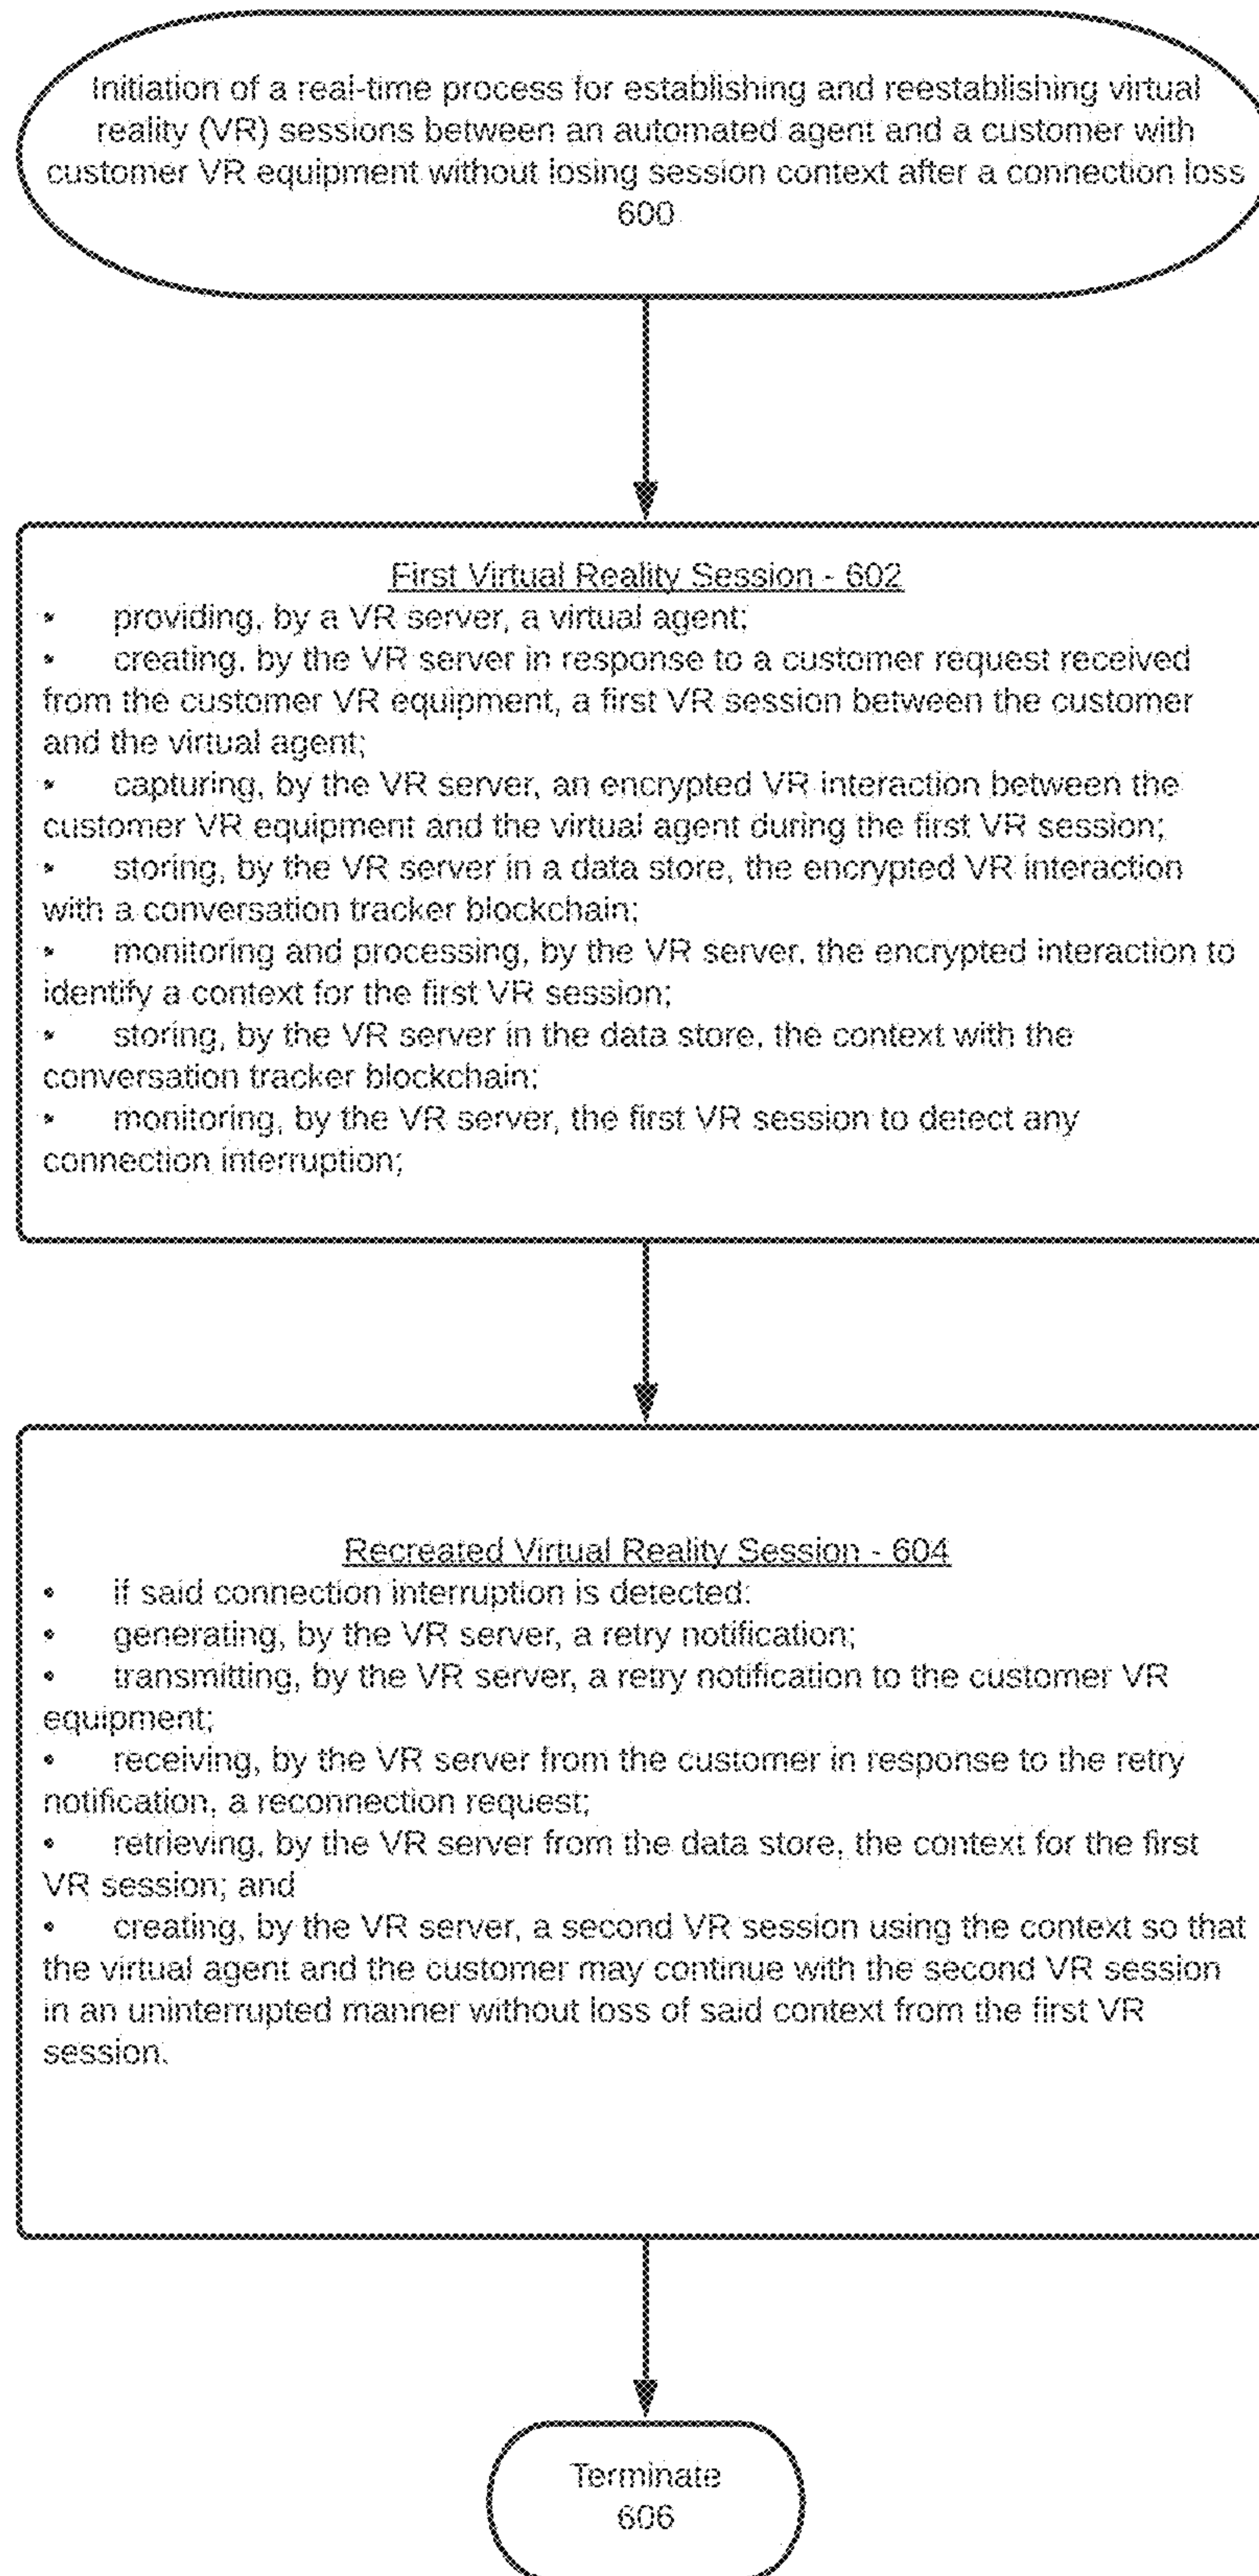 Initiation of a real-time process for establishing and reestablishing virtual
reality (VR) sessions between an automated agent and a customer with
customer VR equipment without losing session context after a connection loss
600
First Virtual Reality Session - 602
• providing, by a VR server, a virtual agent;
• creating, by the VR server in response to a customer request received
from the customer VR equipment, a first VR session between the customer
and the virtual agent;
• capturing, by the VR server, an encrypted VR interaction between the
customer VR equipment and the virtual agent during the first VR session;
• storing, by the VR server in a data store, the encrypted VR interaction
with a conversation tracker blockchain;
• monitoring and processing, by the VR server, the encrypted interaction to
identify a context for the first VR session;
• storing, by the VR server in the data store, the context with the
conversation tracker blockchain;
• monitoring, by the VR server, the first VR session to detect any
connection interruption;
Recreated Virtual Reality Session - 604
• if said connection interruption is detected:
• generating, by the VR server, a retry notification;
• transmitting, by the VR server, a retry notification to the customer VR
equipment;
• receiving, by the VR server from the customer in response to the retry
notification, a reconnection request;
• retrieving, by the VR server from the data store, the context for the first
VR session; and
• creating, by the VR server, a second VR session using the context so that
the virtual agent and the customer may continue with the second VR session
in an uninterrupted manner without loss of said context from the first VR
session.
Terminate
606